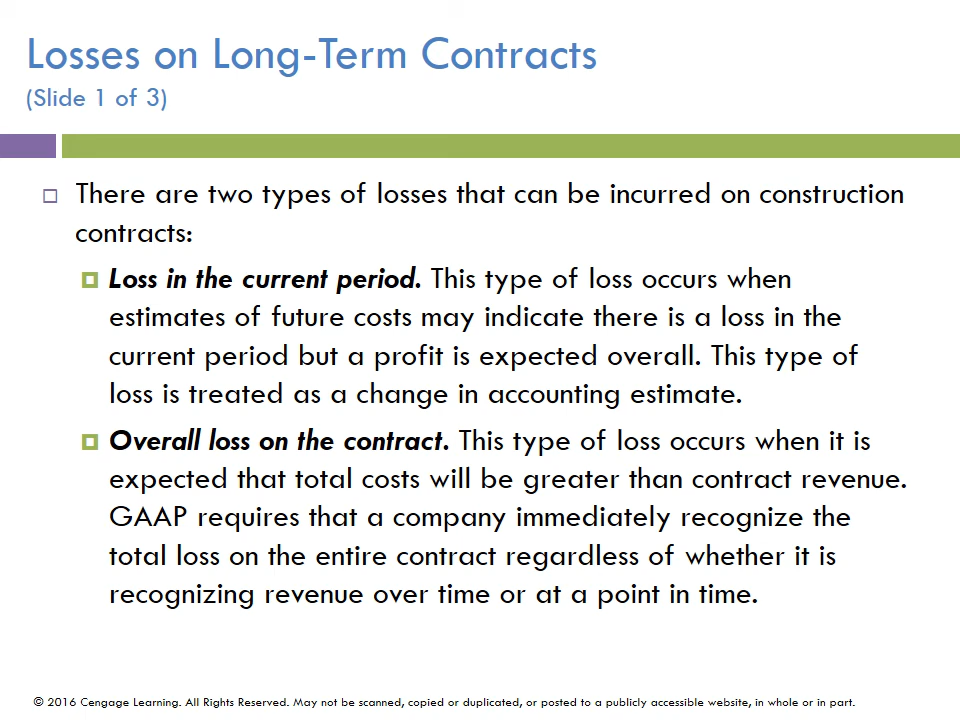 Losses on Long-Term Contracts
(Slide 1 of 3)
There are two types of losses that can be incurred on construction
contracts:
Loss in the current period. This type of loss occurs when
estimates of future costs may indicate there is a loss in the
current period but a profit is expected overall. This type of
loss is treated as a change in accounting estimate.
Overall loss on the contract. This type of loss occurs when it is
expected that total costs will be greater than contract revenue.
GAAP requires that a company immediately recognize the
total loss on the entire contract regardless of whether it is
recognizing revenue over time or at a point in time.
© 2016 Cengage Learning. All Rights Reserved. May not be scanned, copied or duplicated, or posted to a publicly accessible website, in whole or in part.